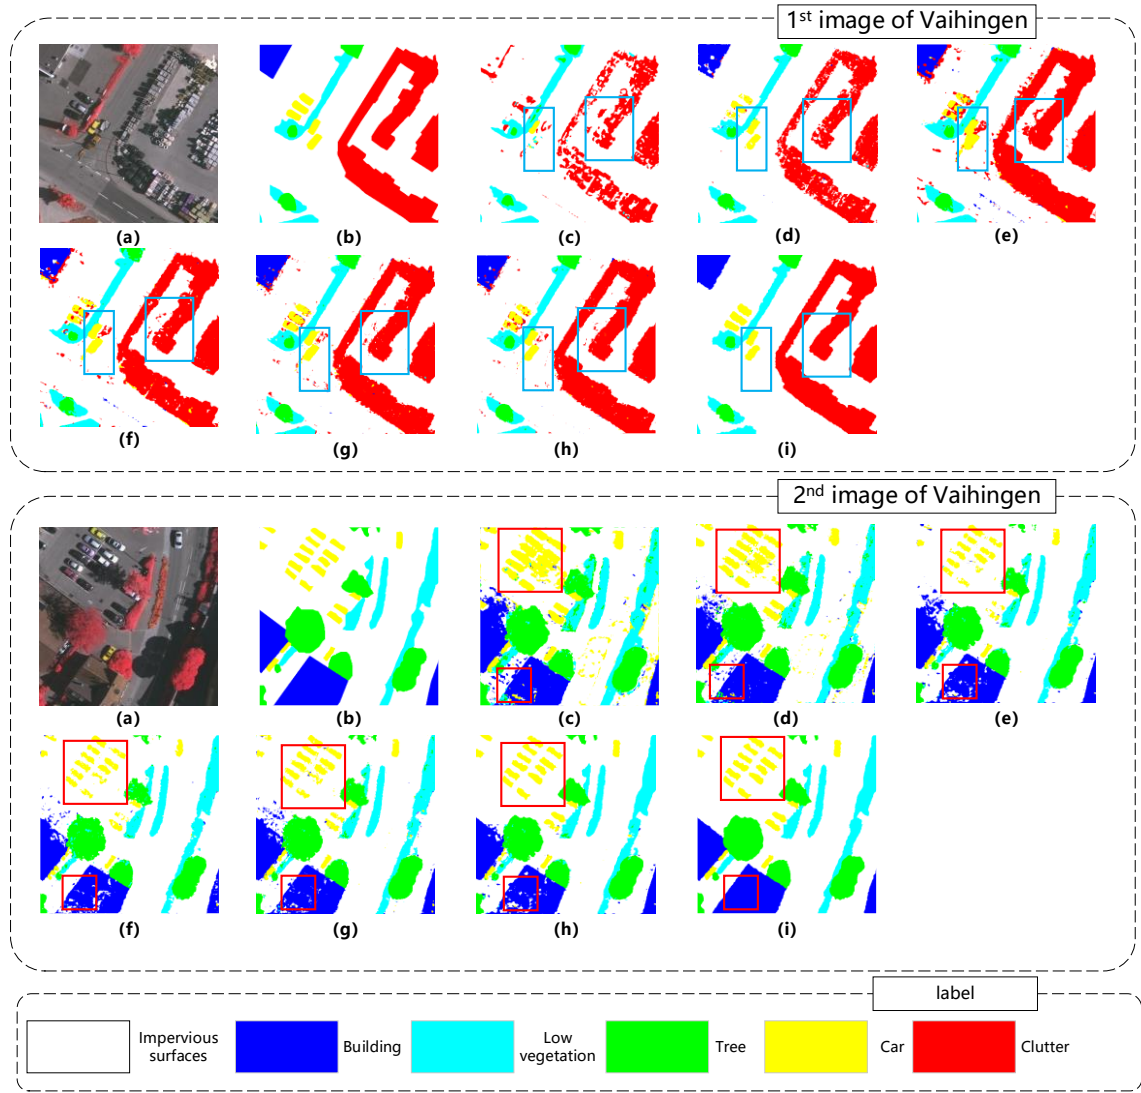 1st image of Vaihingen
(a)
(b)
(c)
(d)
(e)
(f)
(g)
(h)
(i)
2nd image of Vaihingen
(a)
(b)
(c)
(d)
(e)
(f)
(g)
(h)
(i)
label
Impervious
surfaces
Building
Low
vegetation
Tree
Car
Clutter